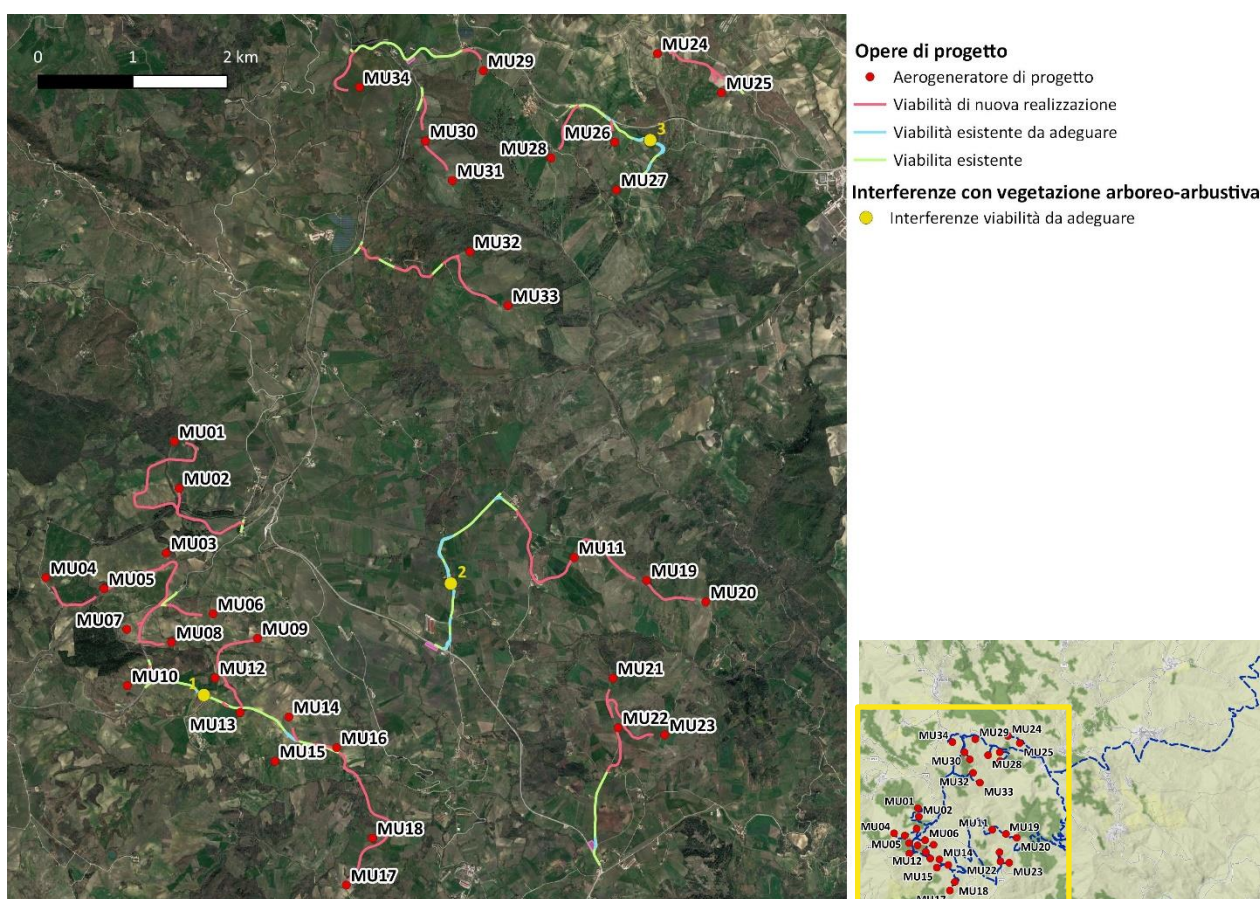 0
1
2 km
MU24
MU29
MU34
MU25
MU30
MU26
3
MU28
MU31
MU27
MU32
MU33
MU01
MU02
MU03
MU11
MU04
MU05
2
MU19
MU20
MU06
MU07
MU09
MU08
MU21
MU10
MU12
1
MU14
MU13
MU22
MU23
MU16
MU15
MU18
MU17
Opere di progetto
Aerogeneratore di progetto
Viabilità di nuova realizzazione
Viabilità esistente da adeguare
Viabilita esistente
Interferenze con vegetazione arboreo-arbustiva
Interferenze viabilità da adeguare
MU29
MU24
MU34
MU25
MU30
MU28
MU32
MU33
MU01
MU02
MU11
MU19
MU04
MU06
MU20
MU05
MU14
MU12
MU22
MU23
MU15
MU18
MU17